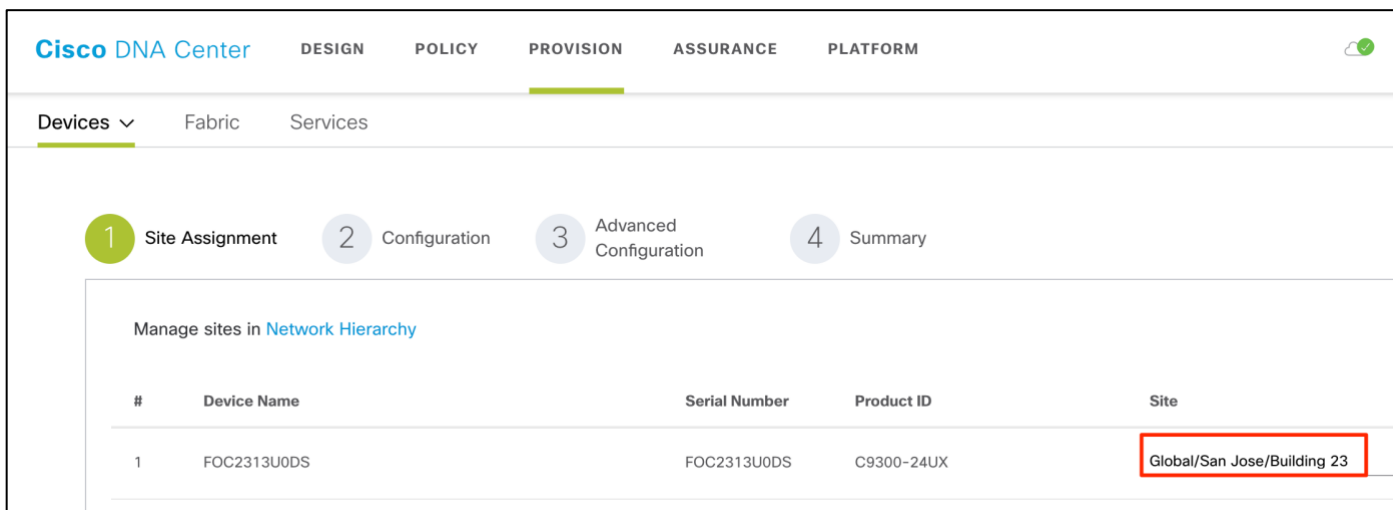 Cisco DNA Center DESIGN POLICY PROVISION ASSURANCE PLATFORM
Devices Fabric Services
1 Site Assignment 2 Configuration 3 Advanced Configuration 4 Summary
Manage sites in Network Hierarchy
# Device Name Serial Number Product ID Site
1 FOC2313U0DS FOC2313U0DS C9300-24UX Global/San Jose/Building 23